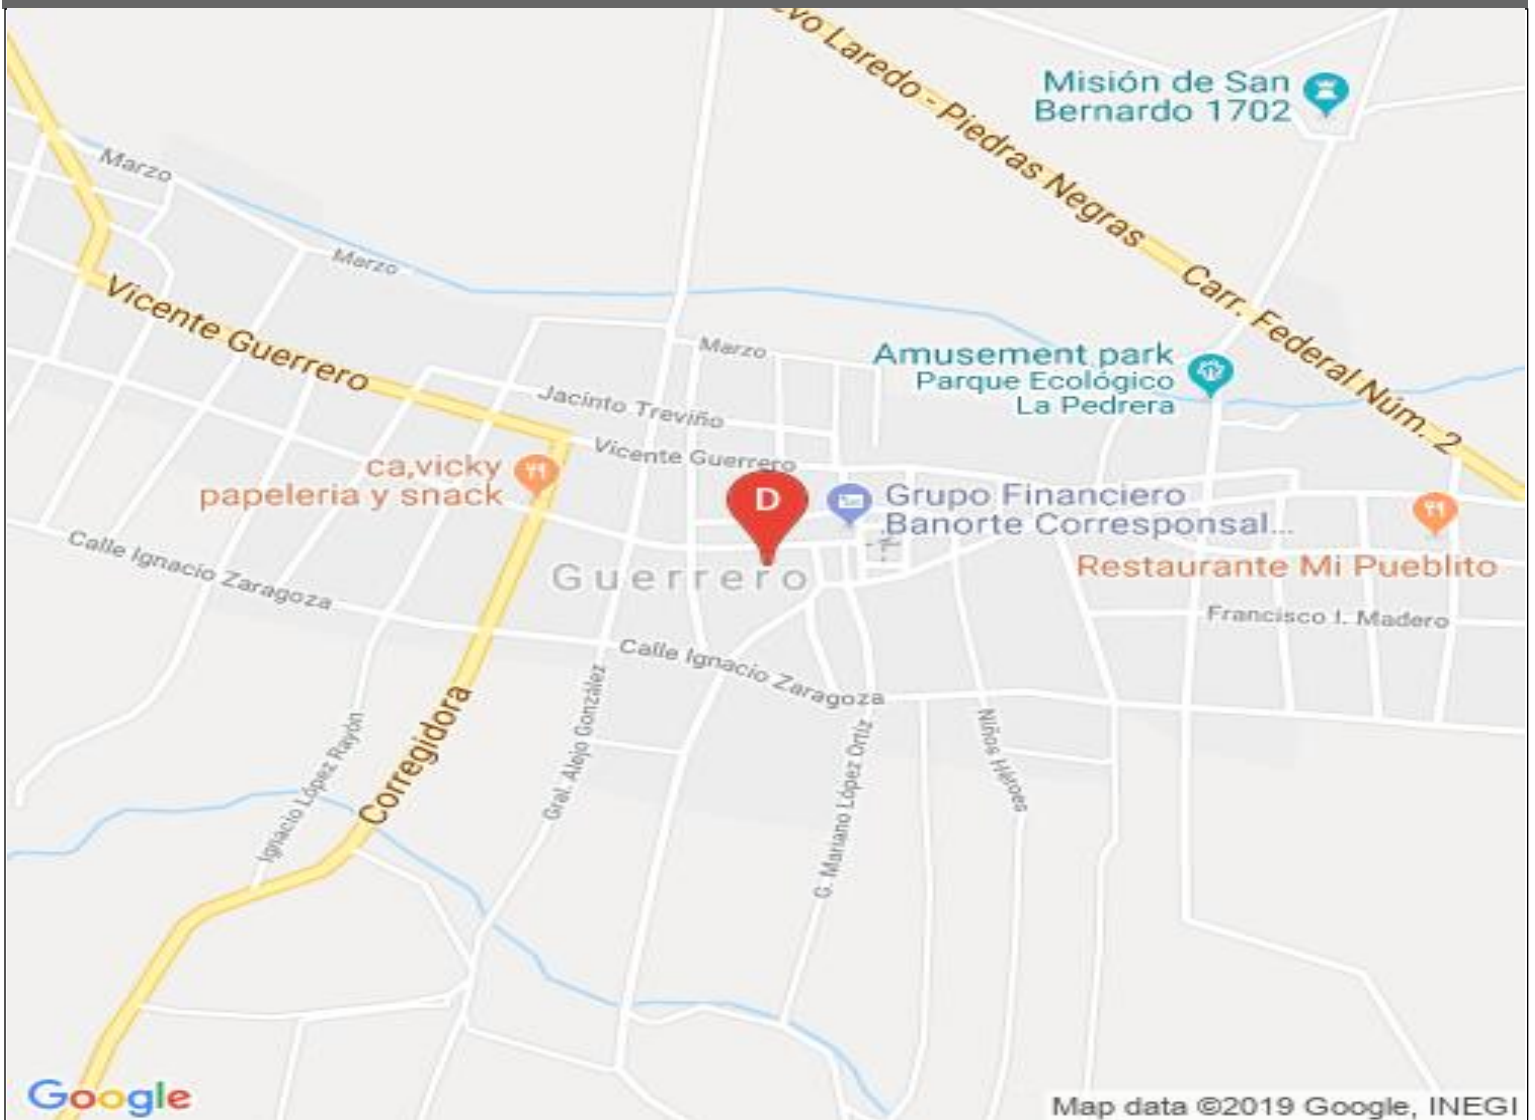 evo Laredo - Piedras Negras
Misión de San
Bernardo 1702
Marzo
Marzo
Carr. Federal Núm. 2
Vicente Guerrero
Marzo
Amusement park
Parque Ecológico
La Pedrera
Jacinto Treviño
Vicente Guerrero
ca,vicky
papeleria y snack
D
Grupo Financiero
Banorte Corresponsal...
Calle Ignacio Zaragoza
Guerrero
Restaurante Mi Pueblito
Francisco I. Madero
Calle Ignacio Zaragoza
Corregidora
Gral. Alejo González
Ignacio López Rayón
G. Mariano López Ortíz
Niños Héroes
Google
Map data ©2019 Google, INEGI